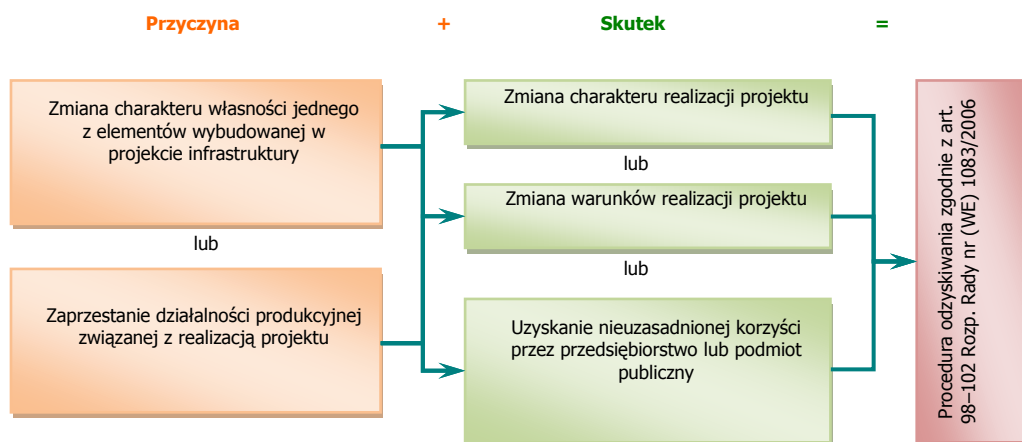 Przyczyna + Skutek =
Zmiana charakteru własności jednego
z elementów wybudowanej w
projekcie infrastruktury
lub
Zaprzestanie działalności produkcyjnej
związanej z realizacją projektu
Zmiana charakteru realizacji projektu
lub
Zmiana warunków realizacji projektu
lub
Uzyskanie nieuzasadnionej korzyści
przez przedsiębiorstwo lub podmiot
publiczny
Procedura odzyskiwania zgodnie z art.
98–102 Rozp. Rady nr (WE) 1083/2006